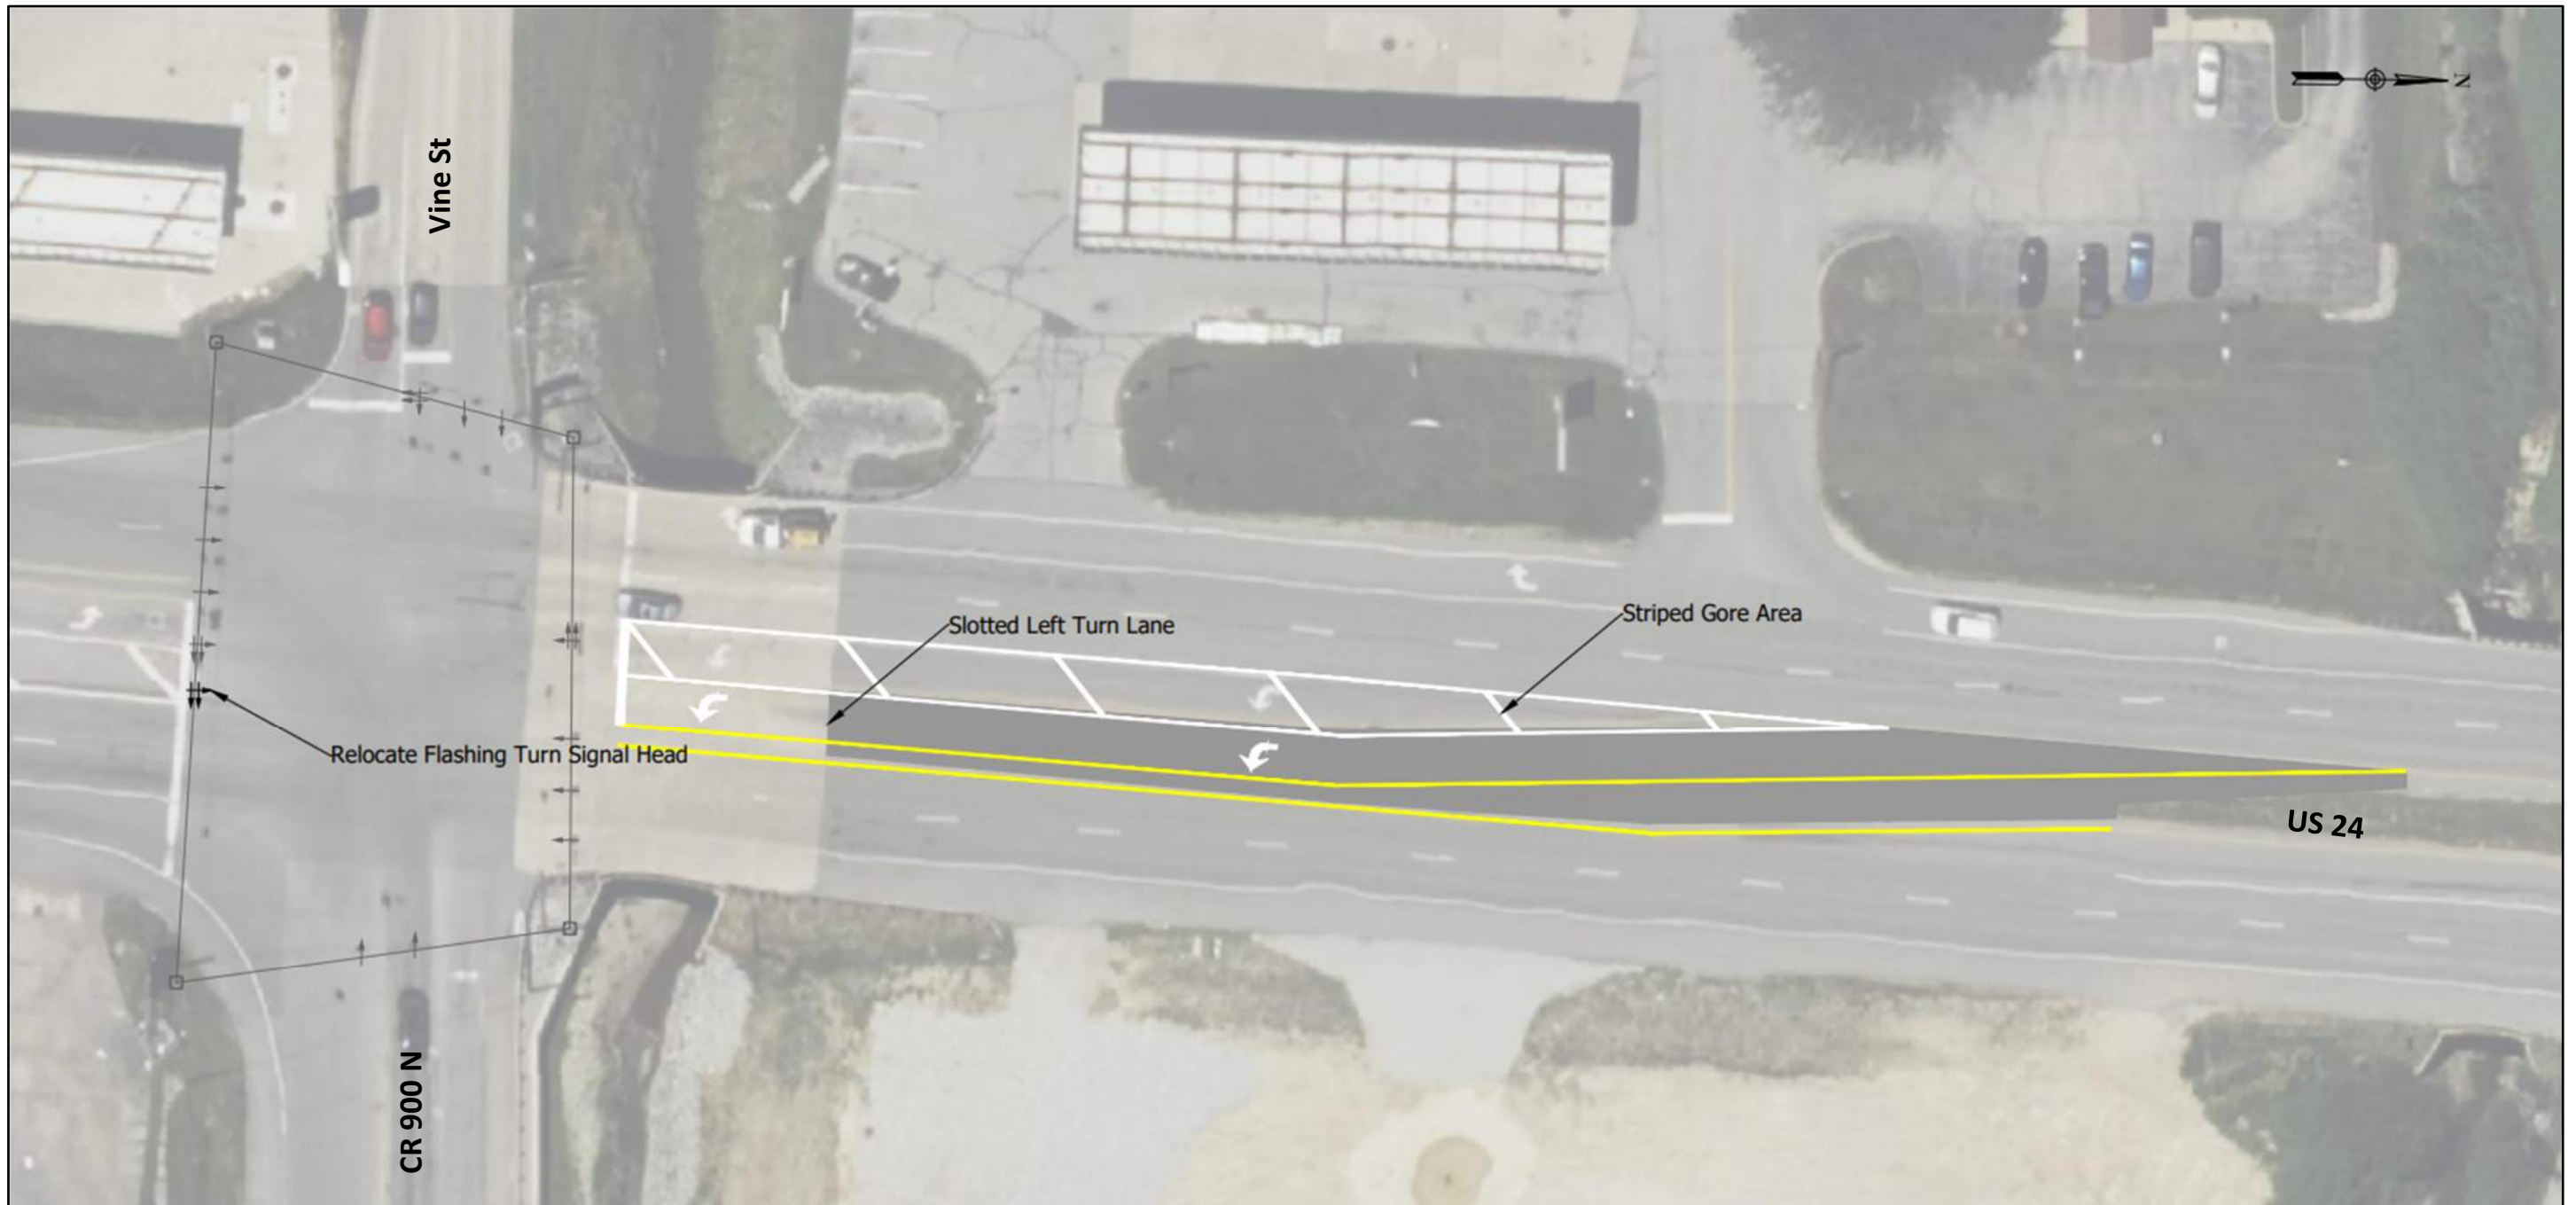 N
Vine St
Striped Gore Area
Slotted Left Turn Lane
Relocate Flashing Turn Signal Head
US 24
CR 900 N